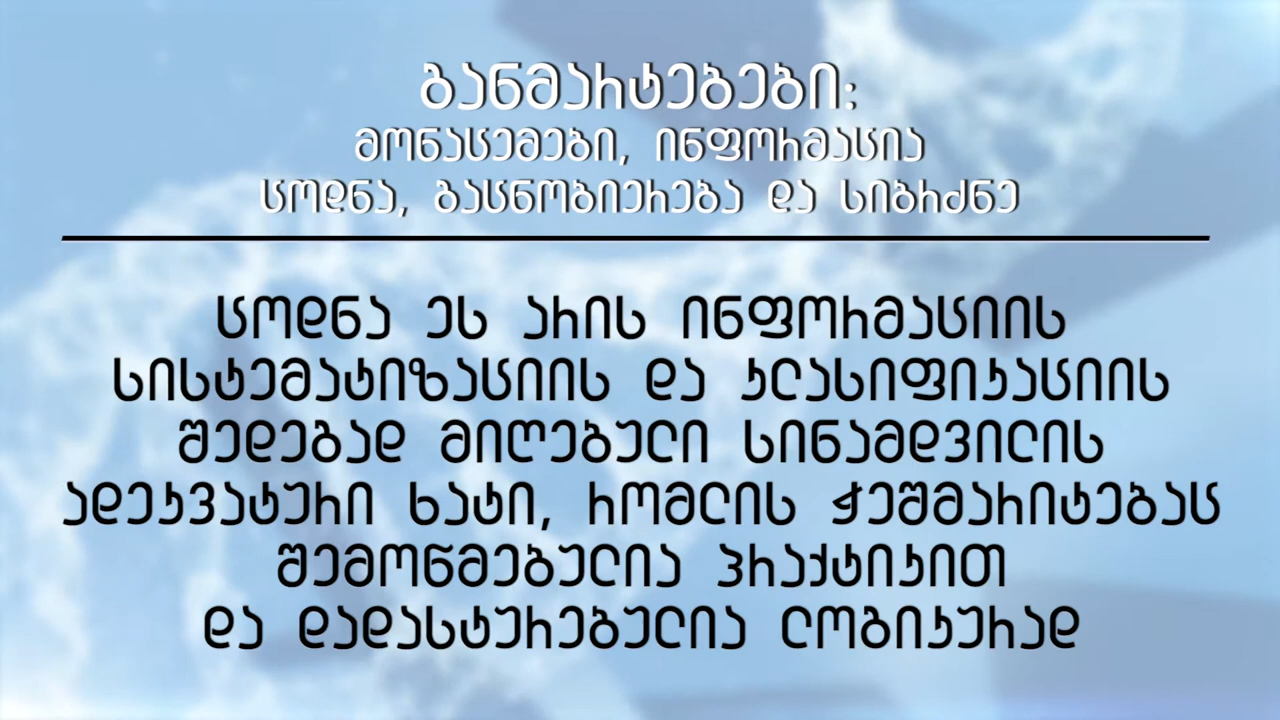 განმარტებები:
მონაცემები, ინფორმაცია
ცოდნა, გაცნობიერება და სიბრძნე
ცოდნა ეს არის ინფორმაციის
სისტემატიზაციის და კლასიფიკაციის
შედეგად მიღებული სინამდვილის
ადეკვატური ხატი, რომლის ჭეშმარიტებაც
შემოწმებულია პრაქტიკით
და დადასტურებულია ლოგიკურად